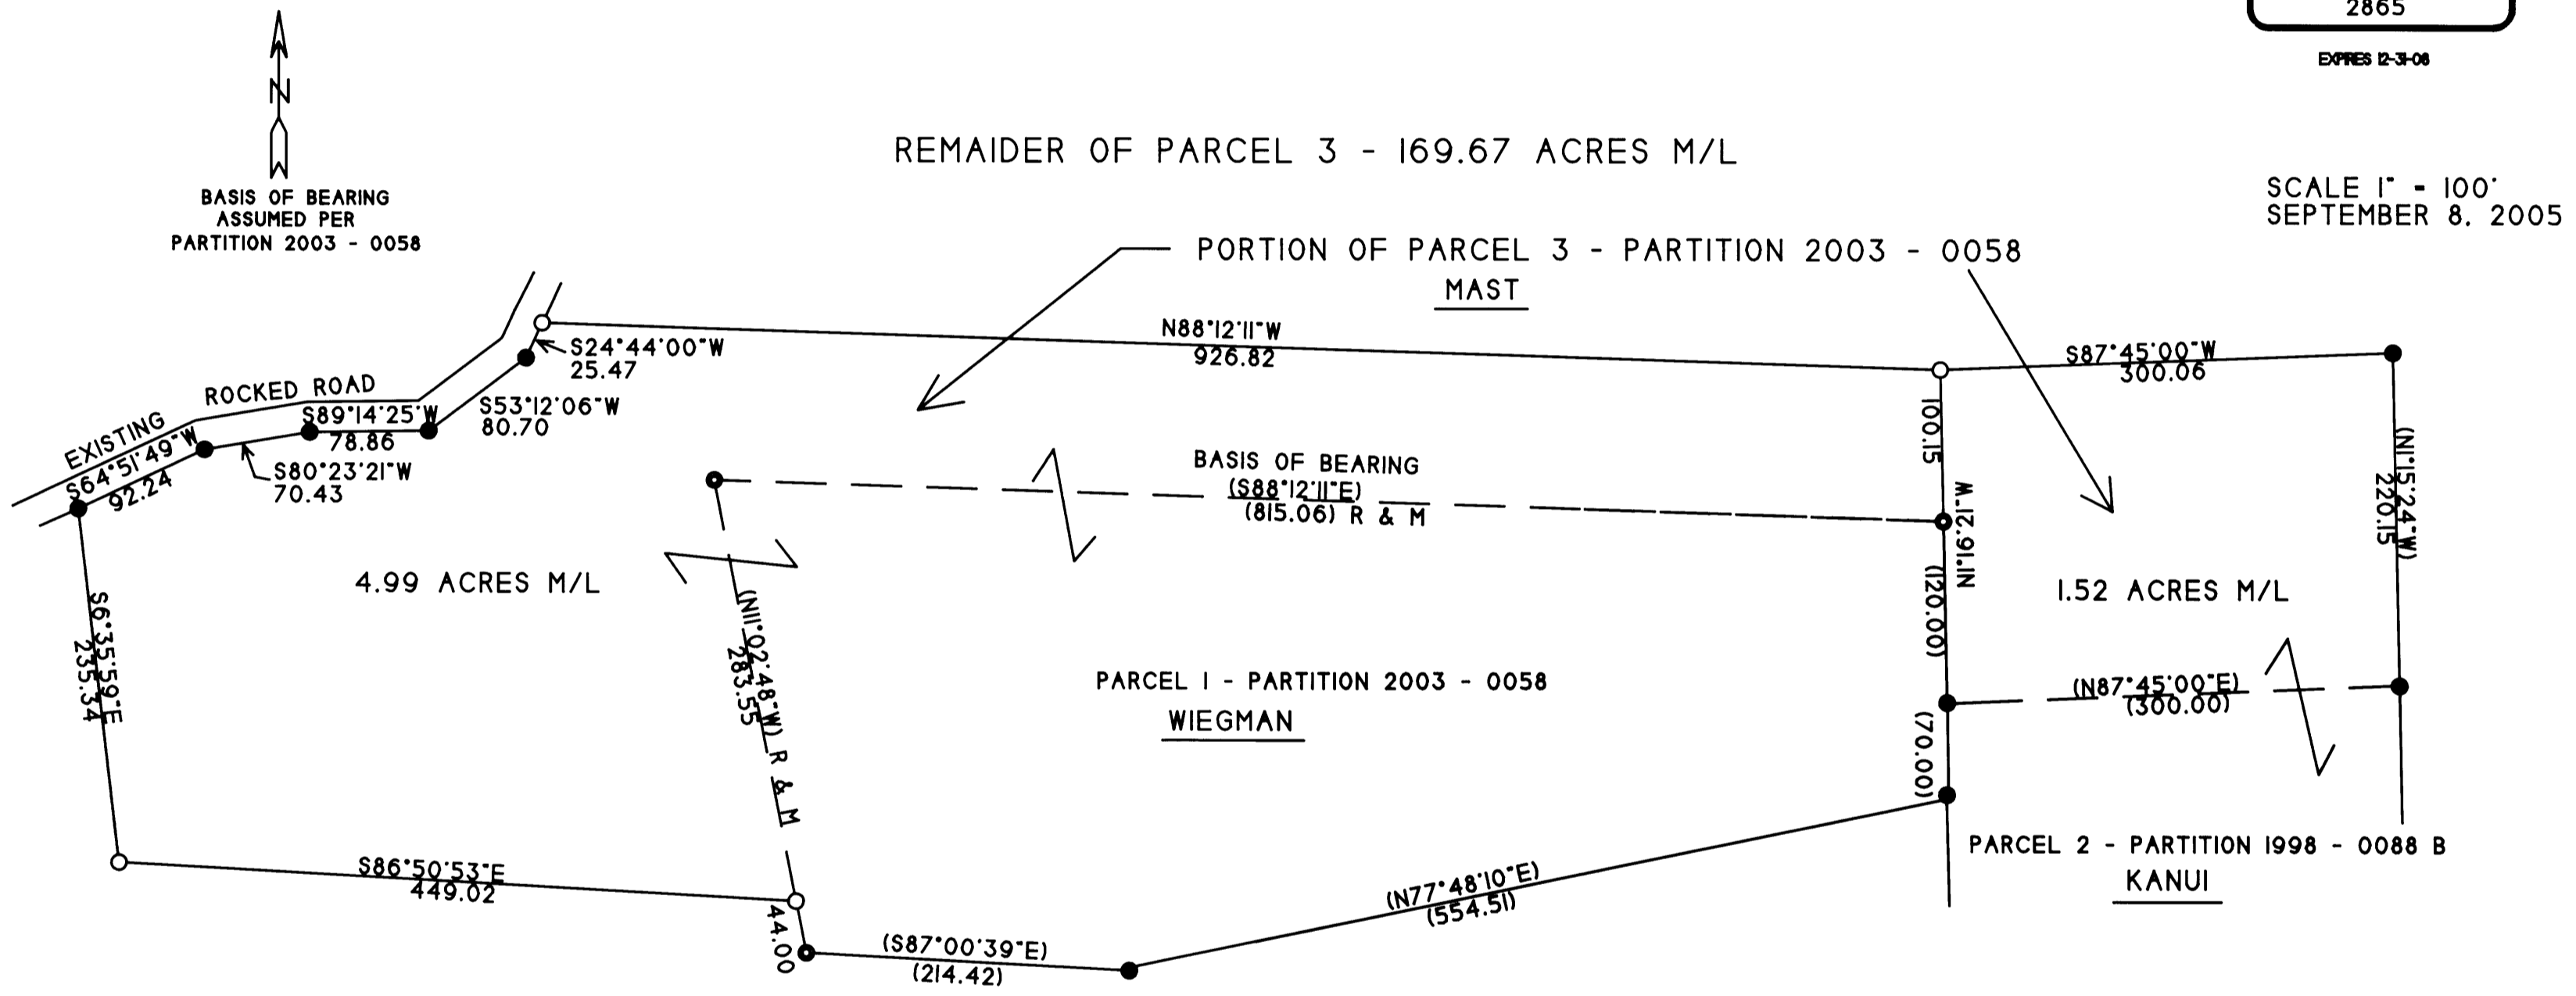 2865
EXPIRES 12-31-08
N
BASIS OF BEARING
ASSUMED PER
PARTITION 2003 - 0058
REMAIDER OF PARCEL 3 - 169.67 ACRES M/L
SCALE 1" = 100'
SEPTEMBER 8. 2005
PORTION OF PARCEL 3 - PARTITION 2003 - 0058
MAST
N88°12'11"W
926.82
S87°45'00"W
300.06
S24°44'00"W
25.47
EXISTING ROCKED ROAD
S53°12'06"W
80.70
S89°14'25"W
78.86
S64°51'49"W
92.24
S80°23'21"W
70.43
100.15
BASIS OF BEARING
(S88°12'11"E)
(815.06) R & M
N1°16'21"W
(N1°15'24"W)
220.15
(120.00)
4.99 ACRES M/L
1.52 ACRES M/L
S6°35'59"E
235.34
(N11°02'48"W) R & M
283.55
PARCEL 1 - PARTITION 2003 - 0058
WIEGMAN
(N87°45'00"E)
(300.00)
(70.00)
PARCEL 2 - PARTITION 1998 - 0088 B
KANUI
S86°50'53"E
449.02
44.00
(S87°00'39"E)
(214.42)
(N77°48'10"E)
(554.51)